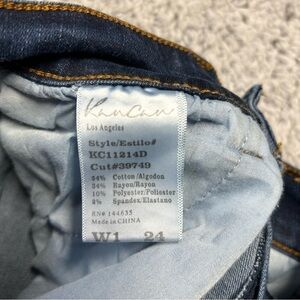 KanCan
Los Angeles
Style/Estilo#
KC11214D
Cut#39749
54% Cotton/Algodon
34% Rayon/Rayon
10% Polyester/Poliester
2% Spandex/Elastano
RN# 144635
Made in CHINA
W1 24